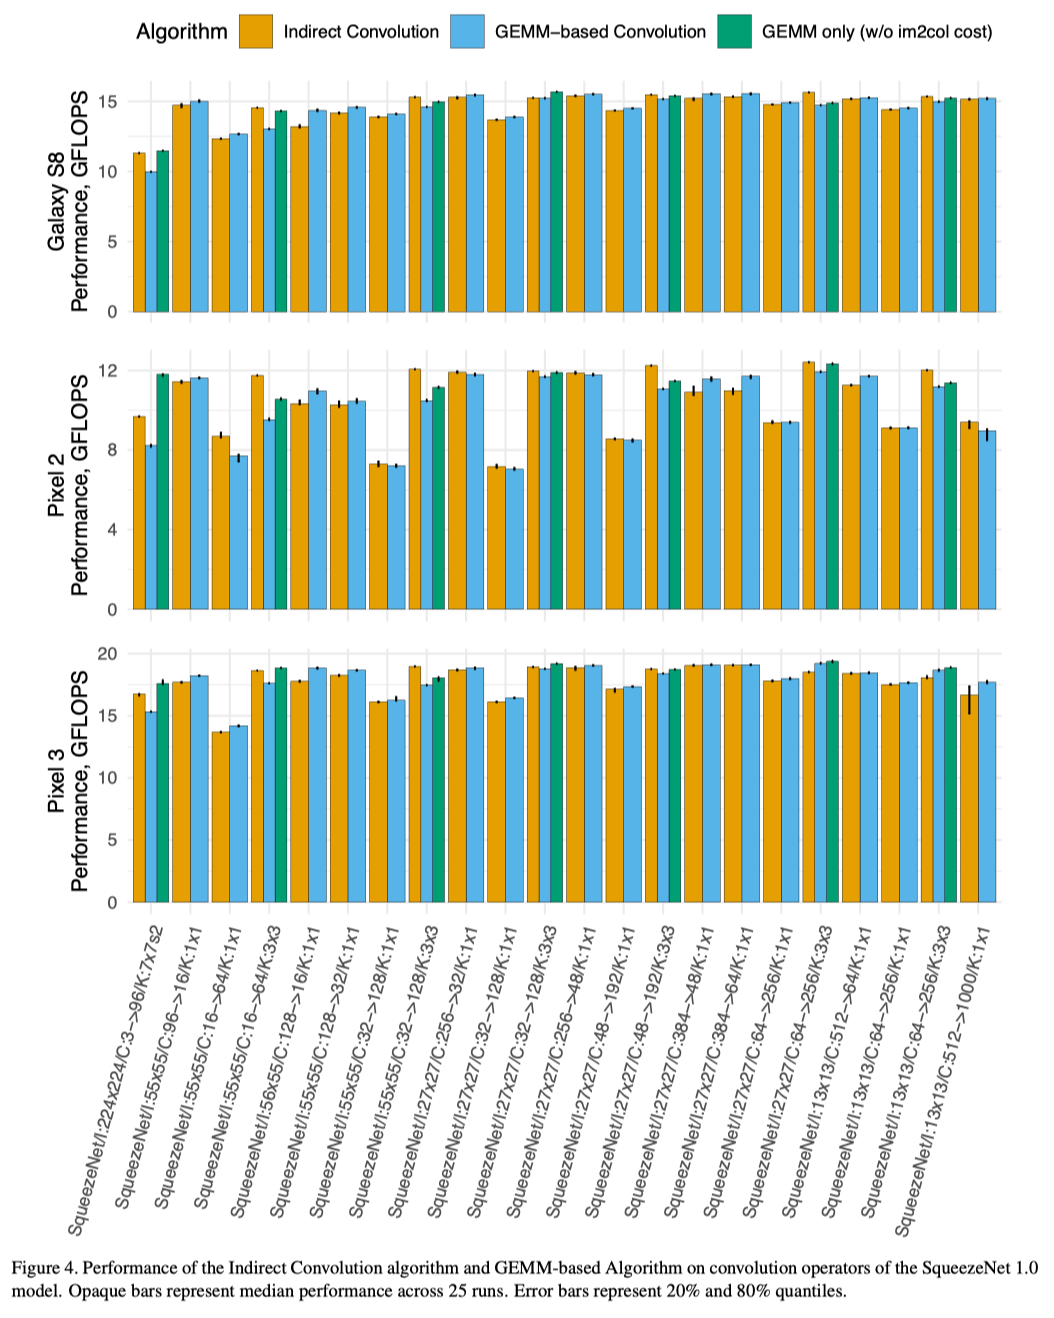 Algorithm Indirect Convolution GEMM−based Convolution GEMM only (w/o im2col cost)
Galaxy S8
Performance, GFLOPS
15
10
5
0
Pixel 2
Performance, GFLOPS
12
8
4
0
Pixel 3
Performance, GFLOPS
20
15
10
5
0
SqueezeNet/I:224x224/C:3−−>96/K:7x7s2
SqueezeNet/I:55x55/C:96−−>16/K:1x1
SqueezeNet/I:55x55/C:16−−>64/K:1x1
SqueezeNet/I:55x55/C:16−−>64/K:3x3
SqueezeNet/I:56x55/C:128−−>16/K:1x1
SqueezeNet/I:55x55/C:128−−>32/K:1x1
SqueezeNet/I:55x55/C:32−−>128/K:1x1
SqueezeNet/I:55x55/C:32−−>128/K:3x3
SqueezeNet/I:27x27/C:256−−>32/K:1x1
SqueezeNet/I:27x27/C:32−−>128/K:1x1
SqueezeNet/I:27x27/C:32−−>128/K:3x3
SqueezeNet/I:27x27/C:256−−>48/K:1x1
SqueezeNet/I:27x27/C:48−−>192/K:1x1
SqueezeNet/I:27x27/C:48−−>192/K:3x3
SqueezeNet/I:27x27/C:384−−>48/K:1x1
SqueezeNet/I:27x27/C:384−−>64/K:1x1
SqueezeNet/I:27x27/C:64−−>256/K:1x1
SqueezeNet/I:27x27/C:64−−>256/K:3x3
SqueezeNet/I:13x13/C:512−−>64/K:1x1
SqueezeNet/I:13x13/C:64−−>256/K:1x1
SqueezeNet/I:13x13/C:64−−>256/K:3x3
SqueezeNet/I:13x13/C:512−−>1000/K:1x1
Figure 4. Performance of the Indirect Convolution algorithm and GEMM-based Algorithm on convolution operators of the SqueezeNet 1.0
model. Opaque bars represent median performance across 25 runs. Error bars represent 20% and 80% quantiles.